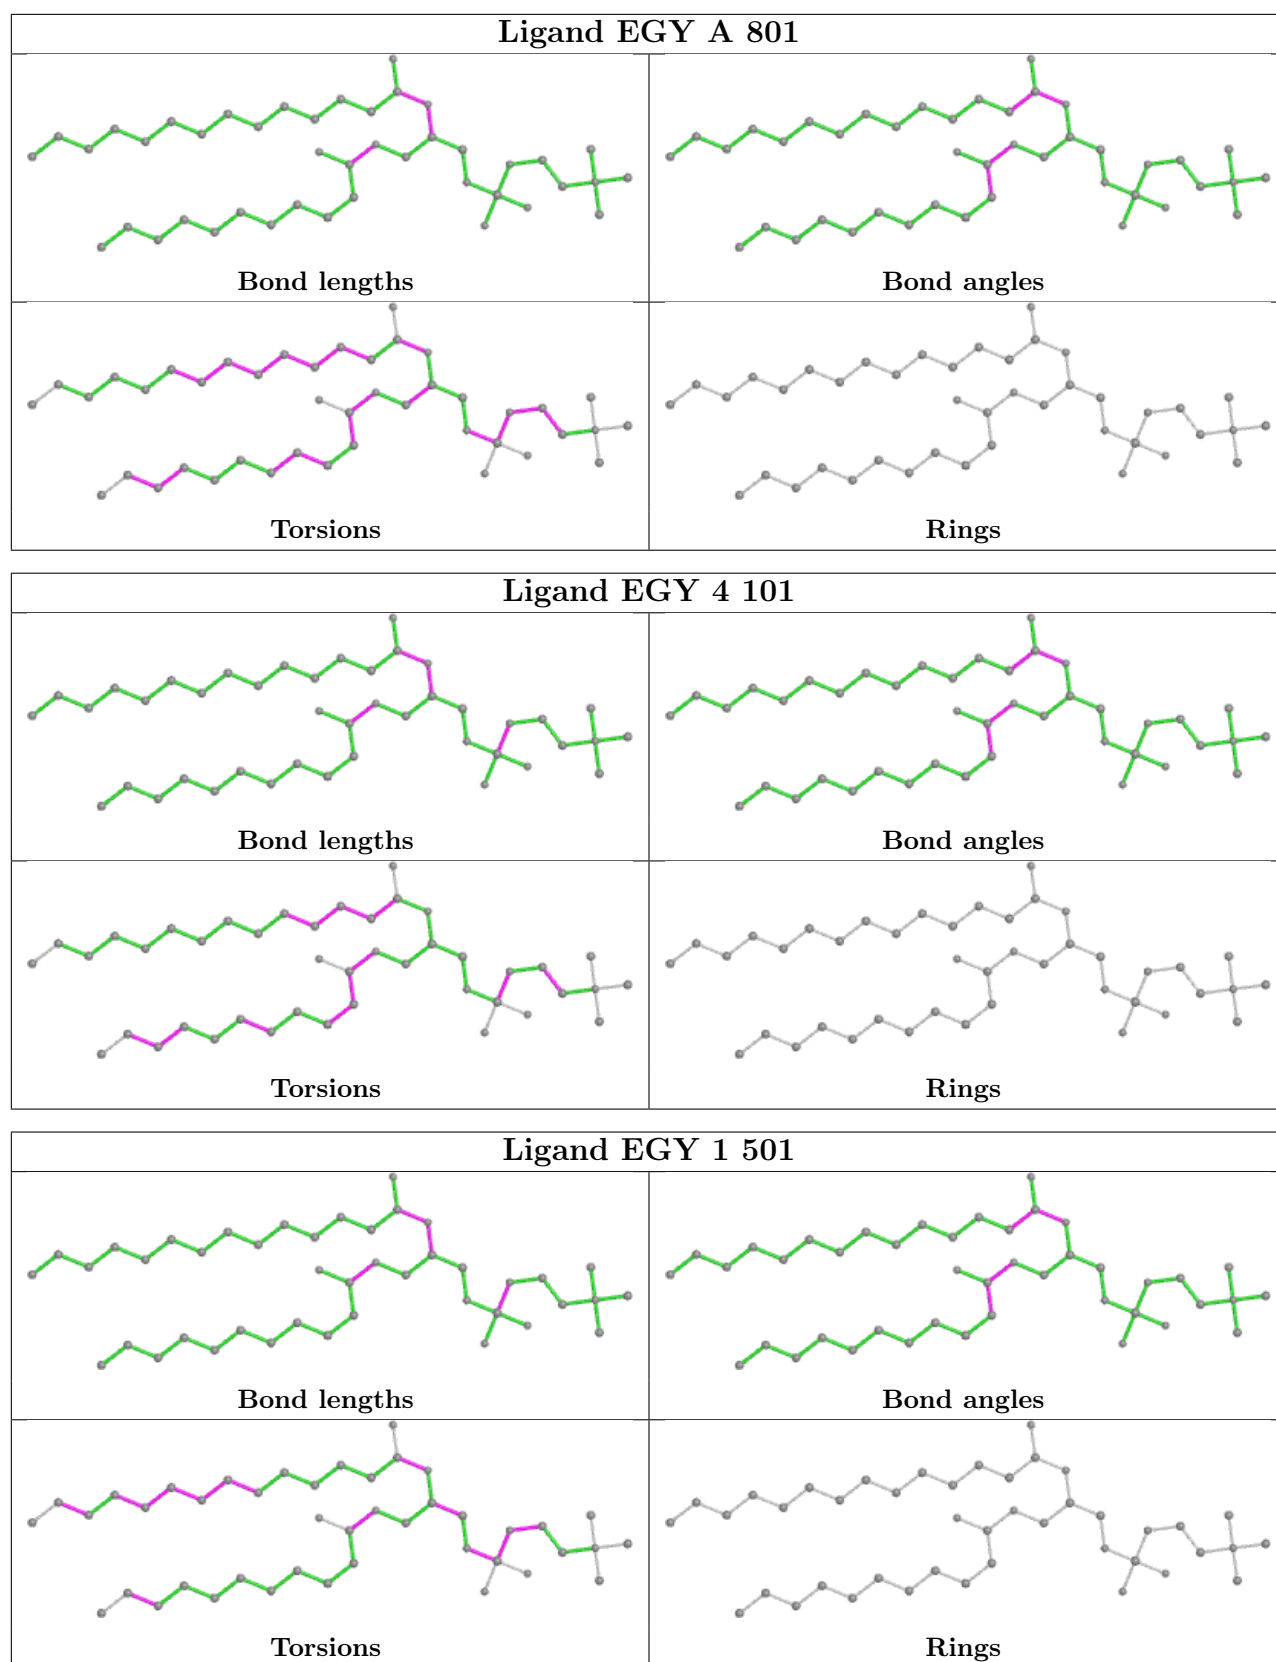 Ligand EGY A 801
Bond lengths
Bond angles
Torsions
Rings
Ligand EGY 4 101
Bond lengths
Bond angles
Torsions
Rings
Ligand EGY 1 501
Bond lengths
Bond angles
Torsions
Rings